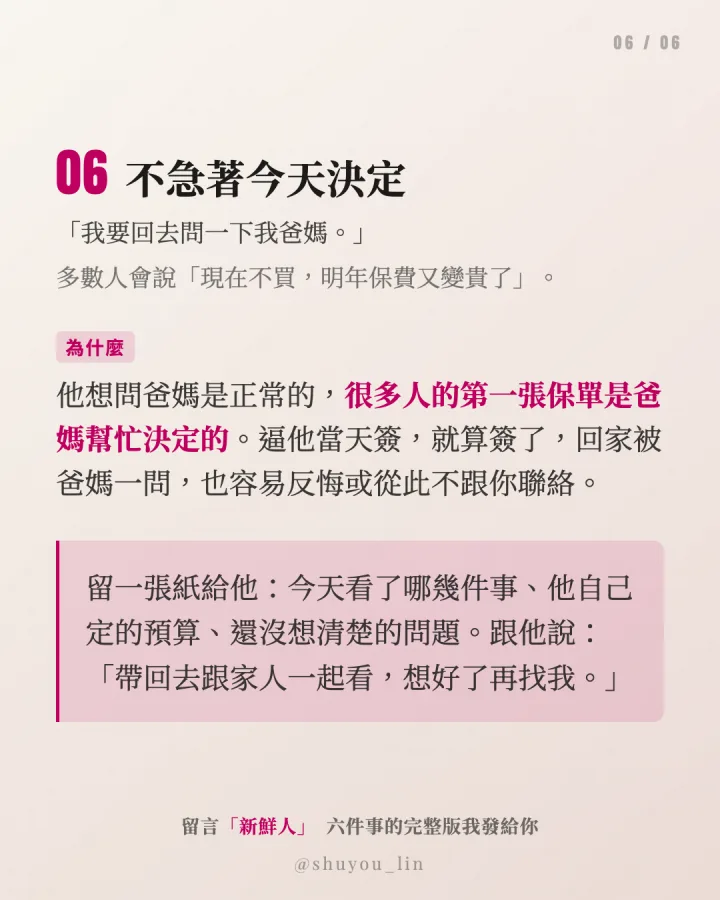 06 / 06
06 不急著今天決定
「我要回去問一下我爸媽。」
多數人會說「現在不買，明年保費又變貴了」。
為什麼
他想問爸媽是正常的，很多人的第一張保單是爸
媽幫忙決定的。逼他當天簽，就算簽了，回家被
爸媽一問，也容易反悔或從此不跟你聯絡。
留一張紙給他：今天看了哪幾件事、他自己
定的預算、還沒想清楚的問題。跟他說：
「帶回去跟家人一起看，想好了再找我。」
留言「新鮮人」 六件事的完整版我發給你
@shuyou_lin